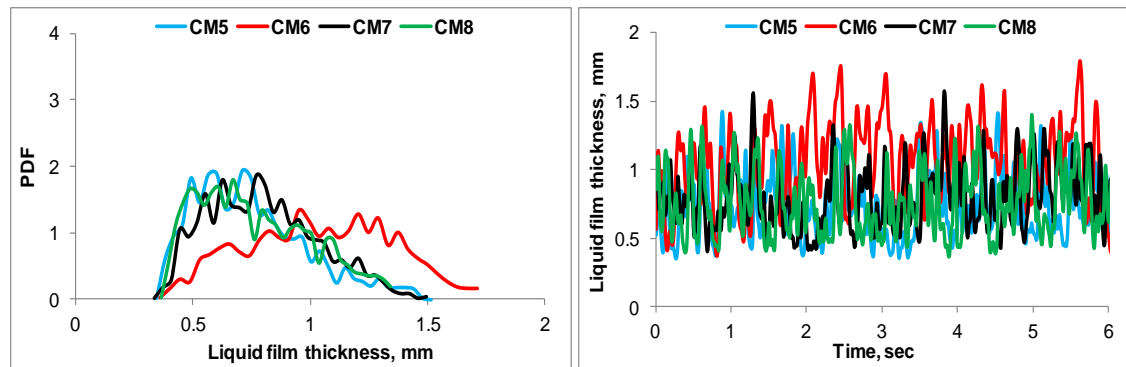 CM5 CM6 CM7 CM8
4
3
2
1
0
PDF
0 0.5 1 1.5 2
Liquid film thickness, mm
CM5 CM6 CM7 CM8
2
1.5
1
0.5
0
Liquid film thickness, mm
0 1 2 3 4 5 6
Time, sec